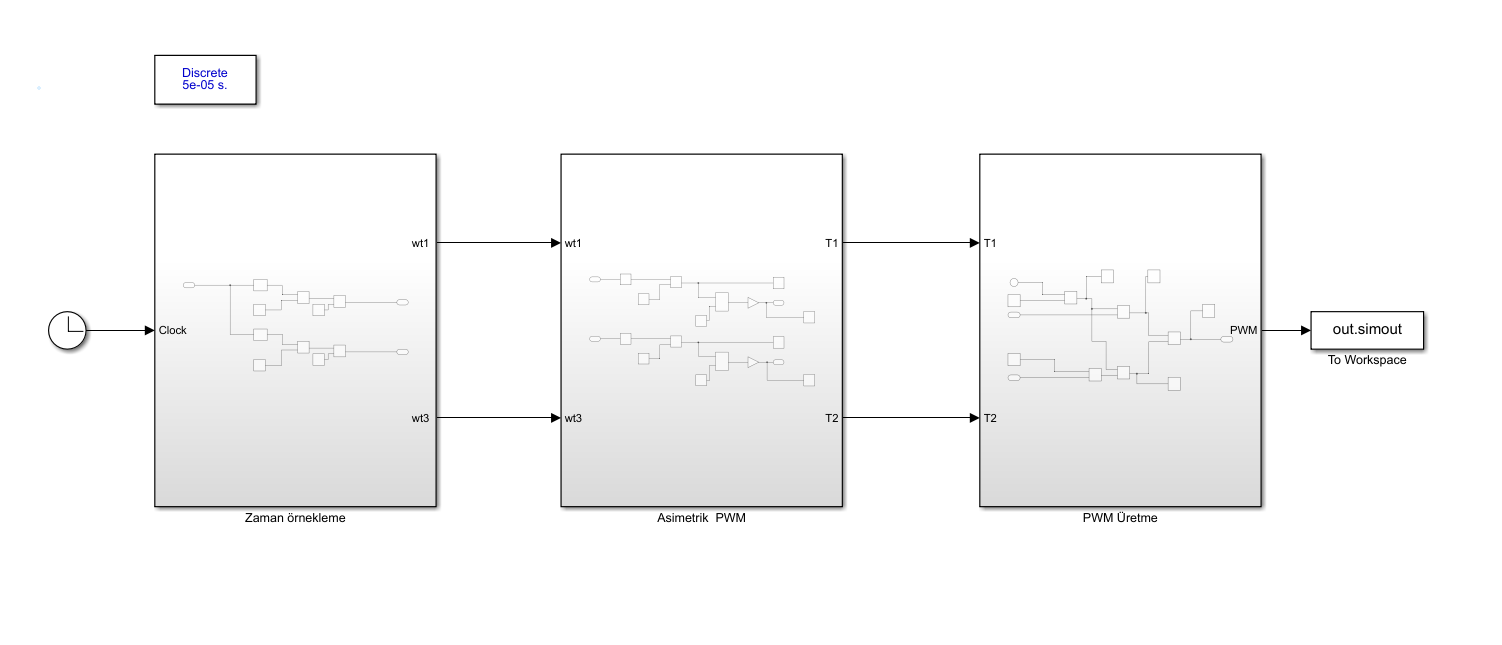 Discrete
5e-05 s.
Clock
wt1
wt3
Zaman örnekleme
wt1
wt3
T1
T2
Asimetrik  PWM
T1
T2
PWM
PWM Üretme
out.simout
To Workspace